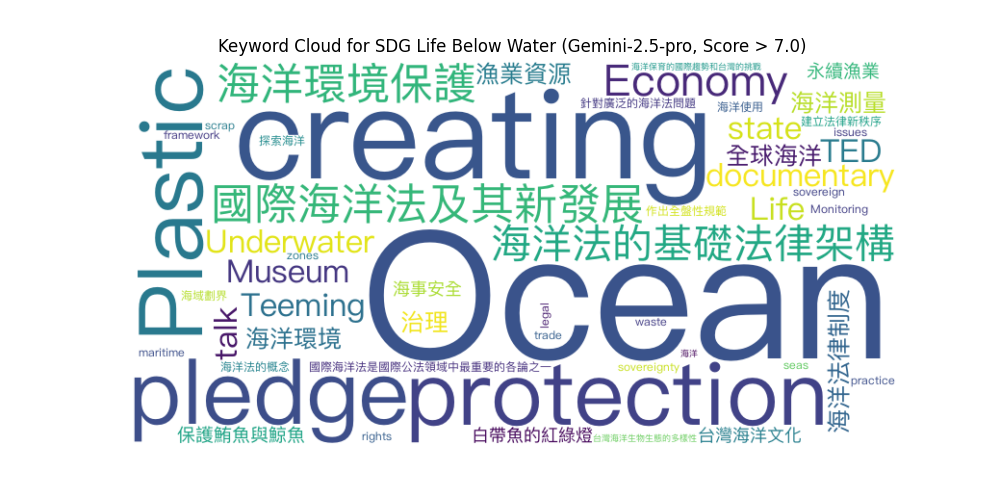 Keyword Cloud for SDG Life Below Water (Gemini-2.5-pro, Score > 7.0)
海洋環境保護
漁業資源
海洋保育的國際趨勢和台灣的挑戰
Economy
永續漁業
針對廣泛的海洋法問題
海洋使用
海洋測量
建立法律新秩序
Plastic
scrap
framework
探索海洋
creating
state
issues
全球海洋
TED
documentary
sovereign
國際海洋法及其新發展
作出全盤性規範
Life
Monitoring
Underwater
海洋法的基礎法律架構
zones
Museum
Ocean
海域劃界
Teeming
海事安全
治理
legal
talk
海洋環境
trade
waste
海洋法律制度
maritime
海洋法的概念
國際海洋法是國際公法領域中最重要的各論之一
海洋
sovereignty
seas
practice
pledge
protection
保護鮪魚與鯨魚
rights
白帶魚的紅綠燈
台灣海洋生物生態的多樣性
台灣海洋文化